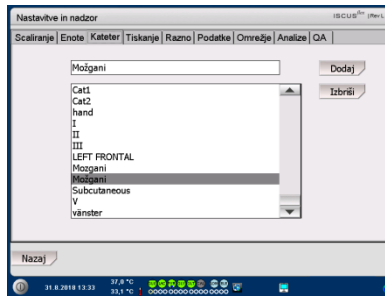 Nastavitve in nadzor
ISCUS
Scaliranje Enote Kateter Tiskanje Razno Podatke Omrežje Analize QA
Možgani
Dodaj
Izbriši
Cat1
Cat2
hand
I
II
III
LEFT FRONTAL
Mozgani
Možgani
Subcutaneous
V
vänster
Nazaj
31.8.2018 13:33
37,0 °C
33,1 °C